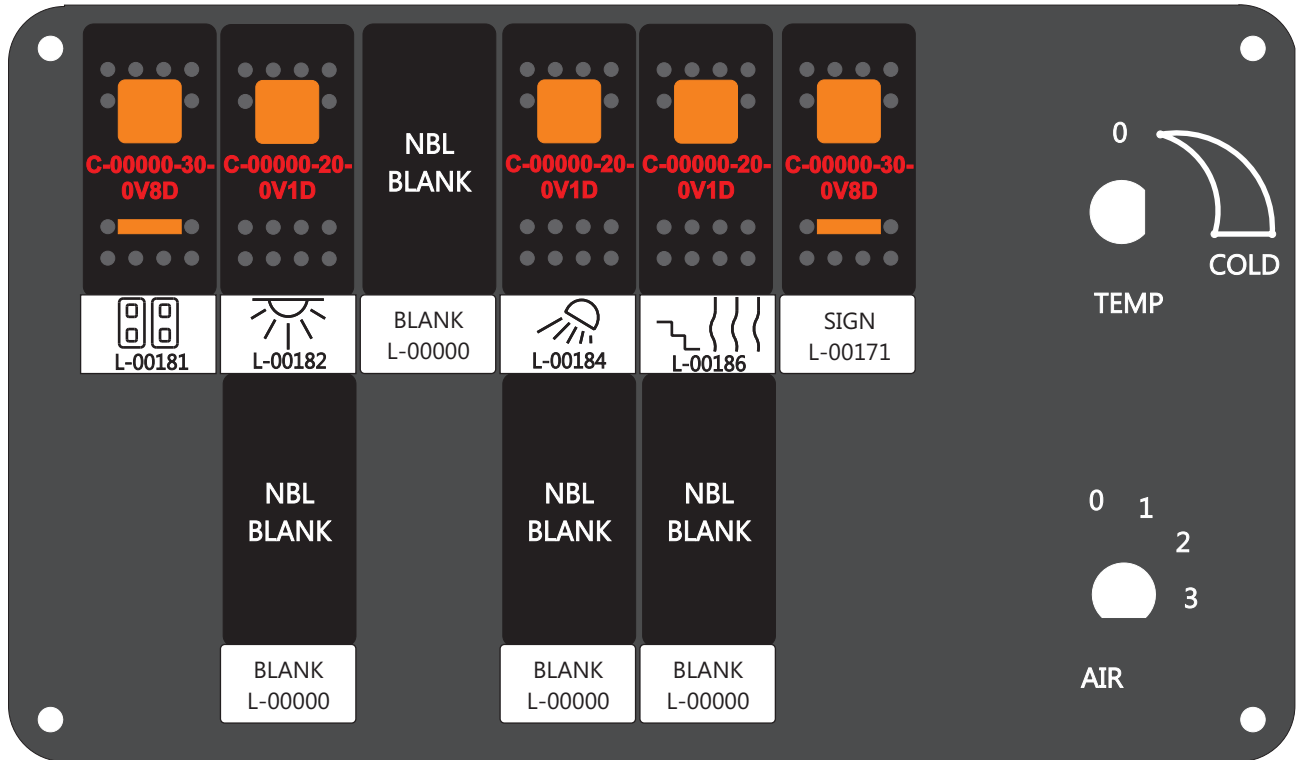 C-00000-30-
0V8D
C-00000-20-
0V1D
NBL
BLANK
C-00000-20-
0V1D
C-00000-20-
0V1D
C-00000-30-
0V8D
L-00181
L-00182
BLANK
L-00000
L-00184
L-00186
SIGN
L-00171
0
COLD
TEMP
NBL
BLANK
NBL
BLANK
NBL
BLANK
BLANK
L-00000
BLANK
L-00000
BLANK
L-00000
0
1
2
3
AIR